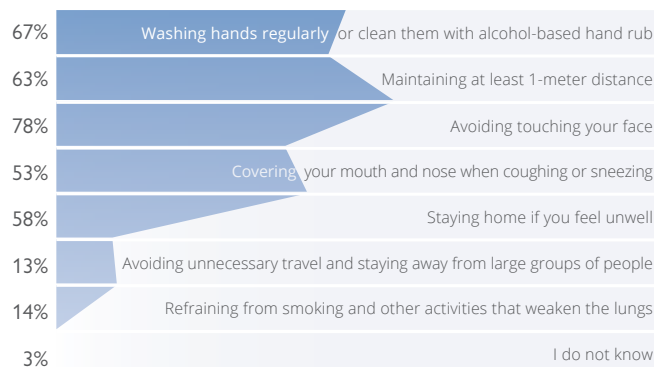 67% Washing hands regularly or clean them with alcohol-based hand rub
63% Maintaining at least 1-meter distance
78% Avoiding touching your face
53% Covering your mouth and nose when coughing or sneezing
58% Staying home if you feel unwell
13% Avoiding unnecessary travel and staying away from large groups of people
14% Refraining from smoking and other activities that weaken the lungs
3% I do not know